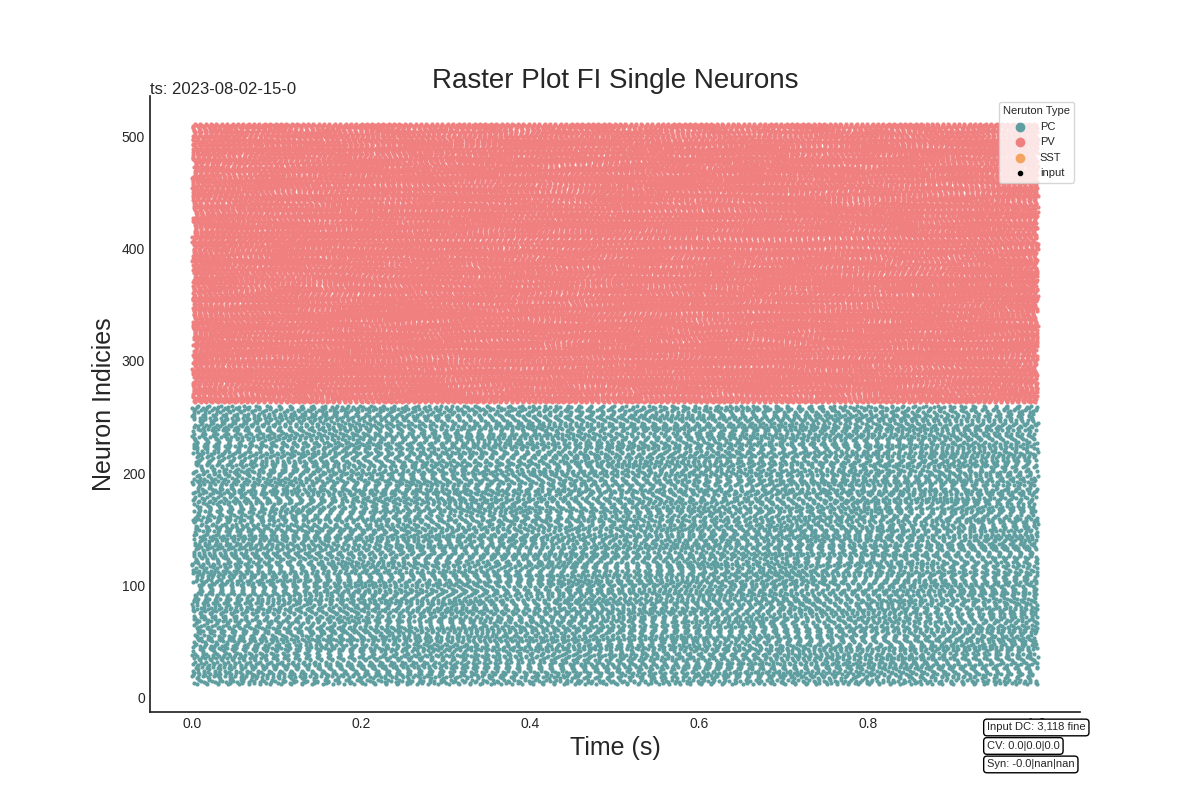 Raster Plot FI Single Neurons
ts: 2023-08-02-15-0
Neruton Type
PC
PV
SST
input
500
400
300
200
100
0
Neuron Indicies
0.0 0.2 0.4 0.6 0.8
Time (s)
Input DC: 3,118 fine
CV: 0.0|0.0|0.0
Syn: -0.0|nan|nan